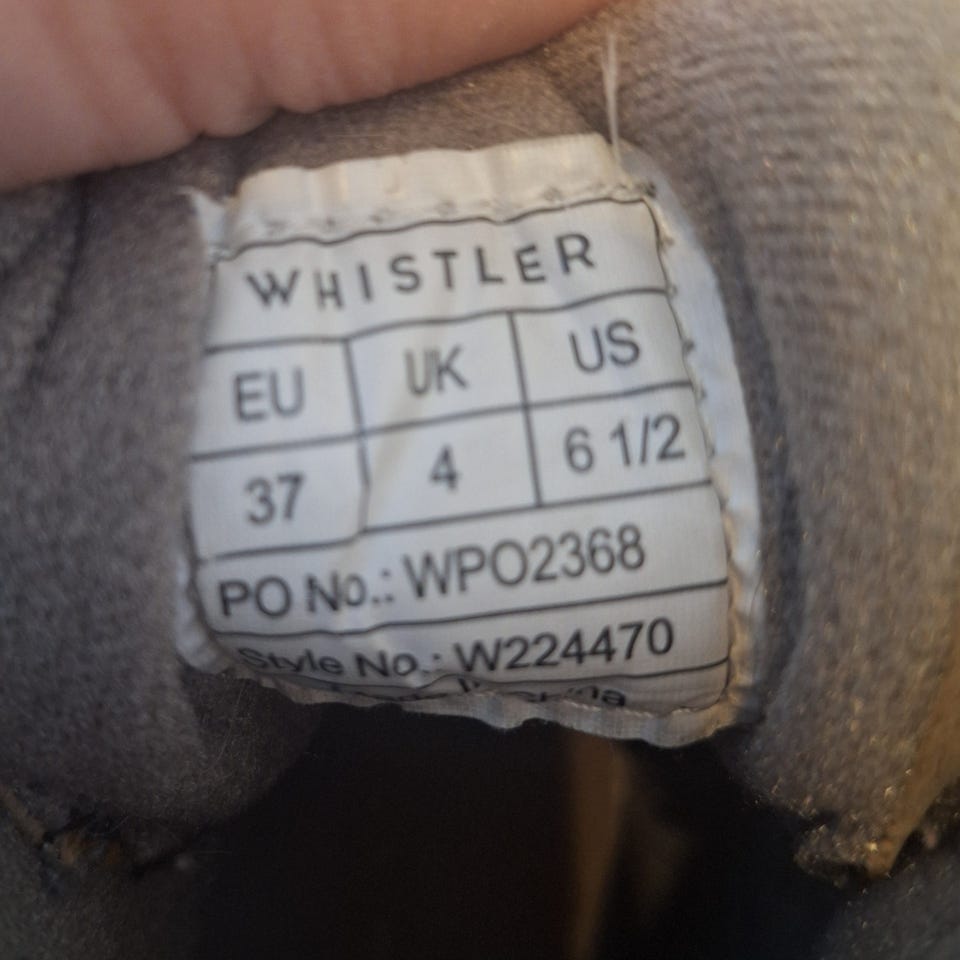 WHISTLER
EU UK US
37 4 6 1/2
PO No.: WPO2368
Style No.: W224470